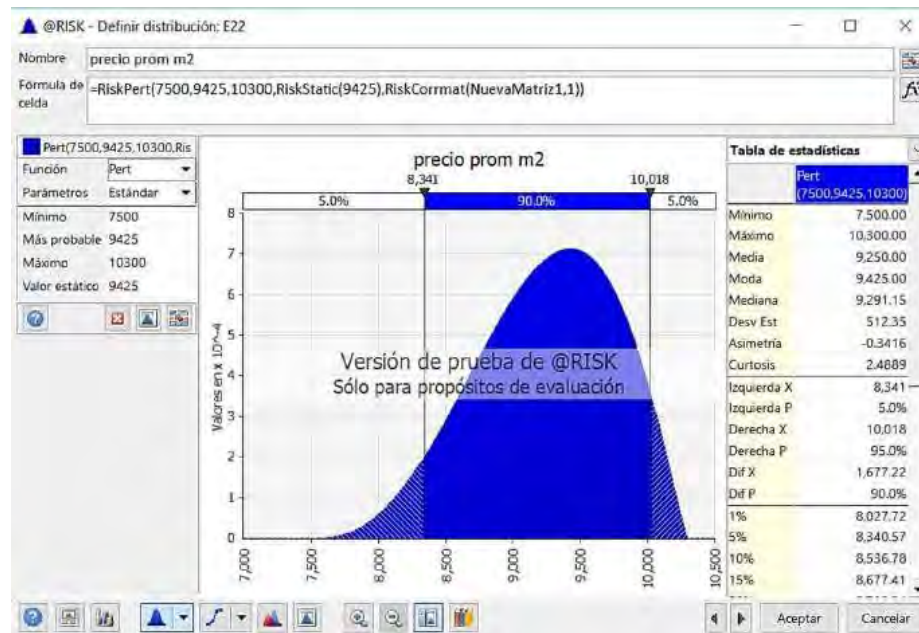 @RISK - Definir distribución: E22
Nombre precio prom m2
Fórmula de celda =RiskPert(7500,9425,10300,RiskStatic(9425),RiskCorrmat(NuevaMatriz1,1))
Pert(7500,9425,10300,Ris
Función Pert
Parámetros Estándar
Mínimo 7500
Más probable 9425
Máximo 10300
Valor estático 9425
precio prom m2
8,341 10,018
5.0% 90.0% 5.0%
8
7
6
5
4
3
2
1
0
Valores en x 10^-4
Versión de prueba de @RISK
Sólo para propósitos de evaluación
7,000 7,500 8,000 8,500 9,000 9,500 10,000 10,500
Tabla de estadísticas
Pert
(7500,9425,10300)
Mínimo 7,500.00
Máximo 10,300.00
Media 9,250.00
Moda 9,425.00
Mediana 9,291.15
Desv Est 512.35
Asimetría -0.3416
Curtosis 2.4889
Izquierda X 8,341
Izquierda P 5.0%
Derecha X 10,018
Derecha P 95.0%
Dif X 1,677.22
Dif P 90.0%
1% 8,027.72
5% 8,340.57
10% 8,536.78
15% 8,677.41
Aceptar Cancelar